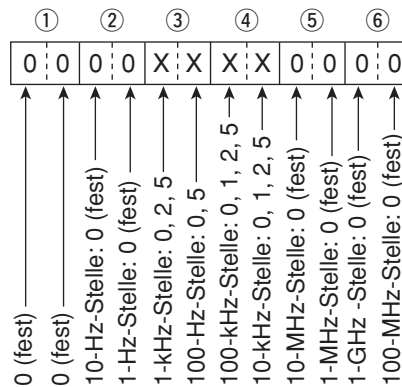 ① ② ③ ④ ⑤ ⑥
0 0 0 0 X X X X 0 0 0 0
0 (fest)
0 (fest)
10-Hz-Stelle: 0 (fest)
1-Hz-Stelle: 0 (fest)
1-kHz-Stelle: 0, 2, 5
100-Hz-Stelle: 0, 5
100-kHz-Stelle: 0, 1, 2, 5
10-kHz-Stelle: 0, 1, 2, 5
10-MHz-Stelle: 0 (fest)
1-MHz-Stelle: 0 (fest)
1-GHz -Stelle: 0 (fest)
100-MHz-Stelle: 0 (fest)